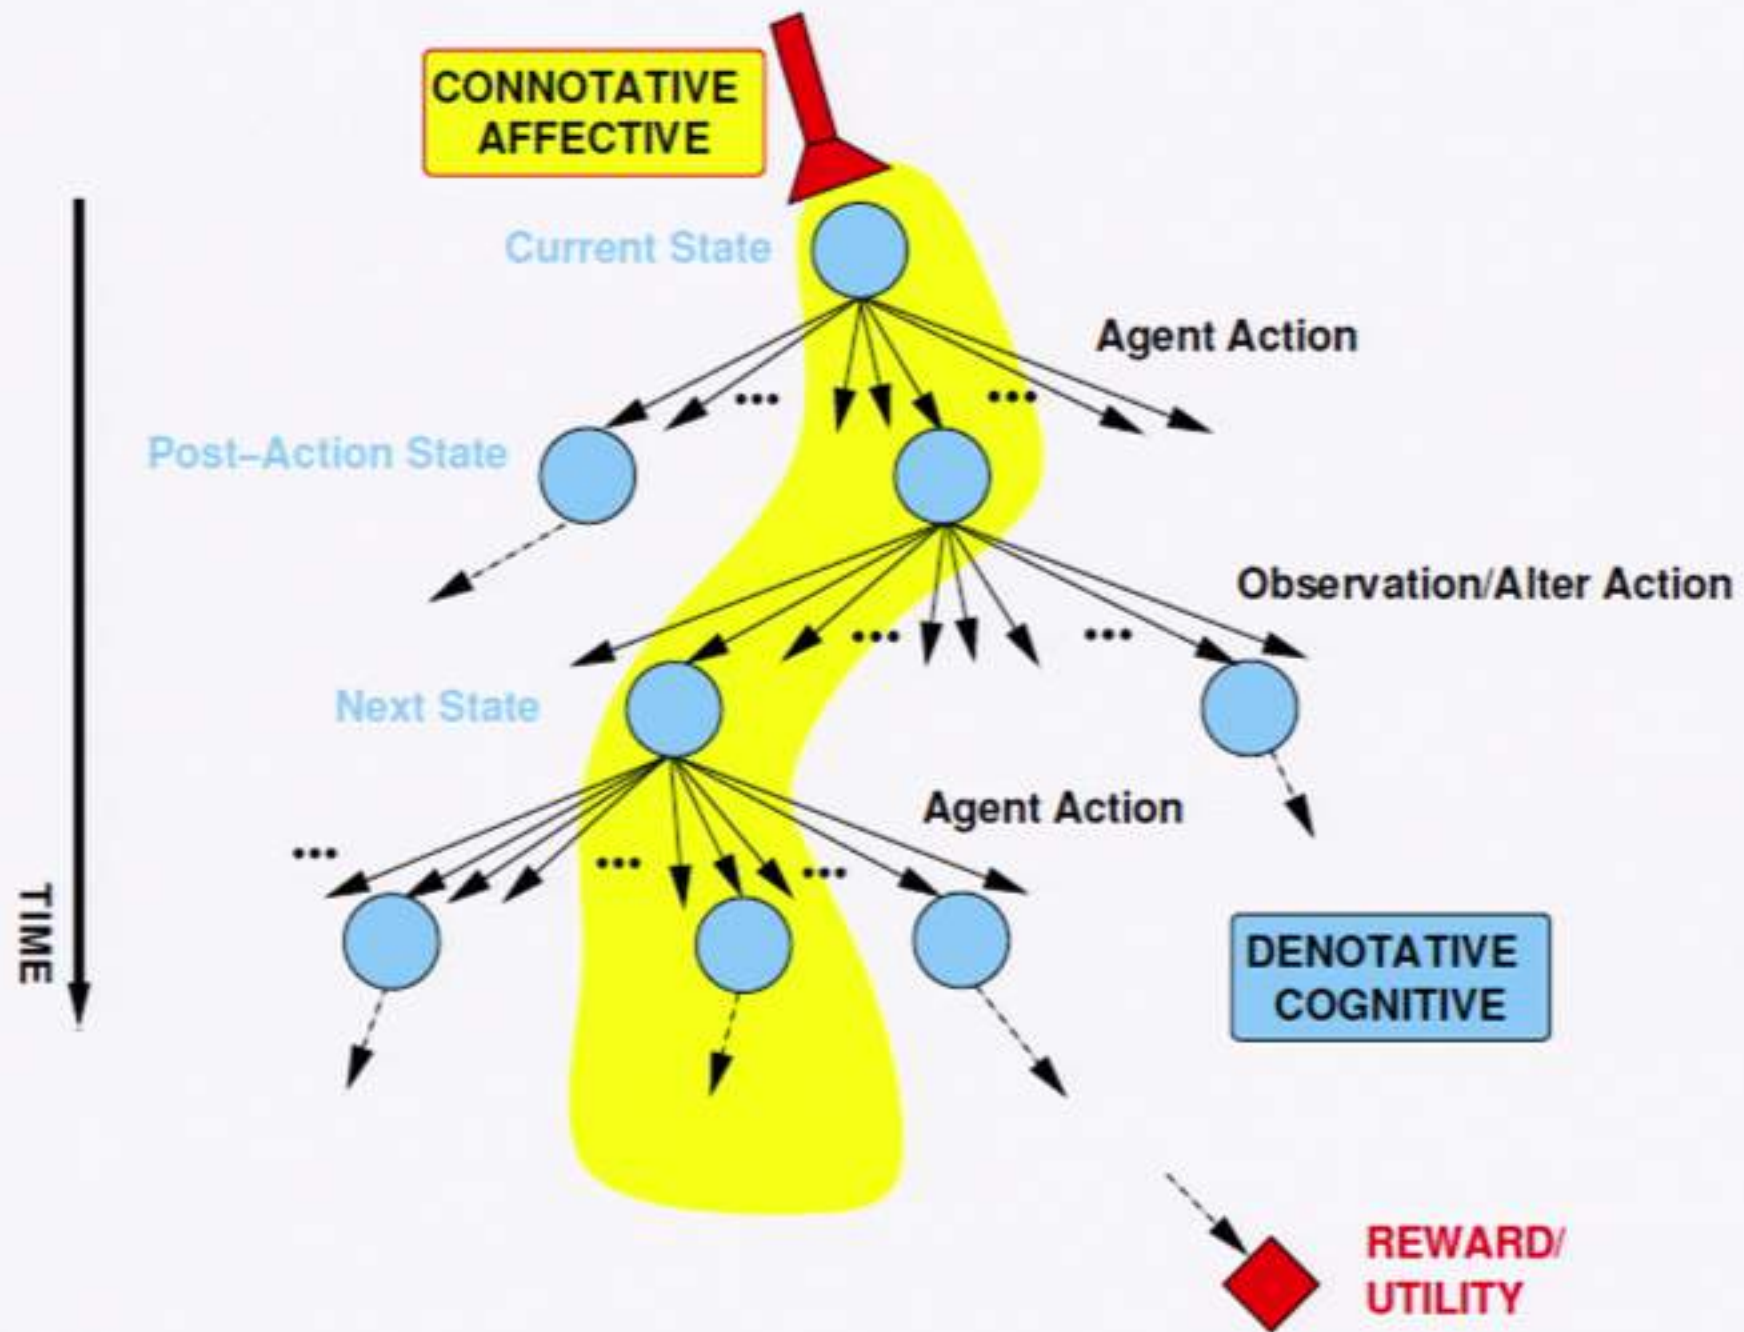 CONNOTATIVE
AFFECTIVE
Current State
Agent Action
...
...
Post-Action State
Observation/Alter Action
...
...
Next State
Agent Action
...
...
...
TIME
DENOTATIVE
COGNITIVE
REWARD/
UTILITY